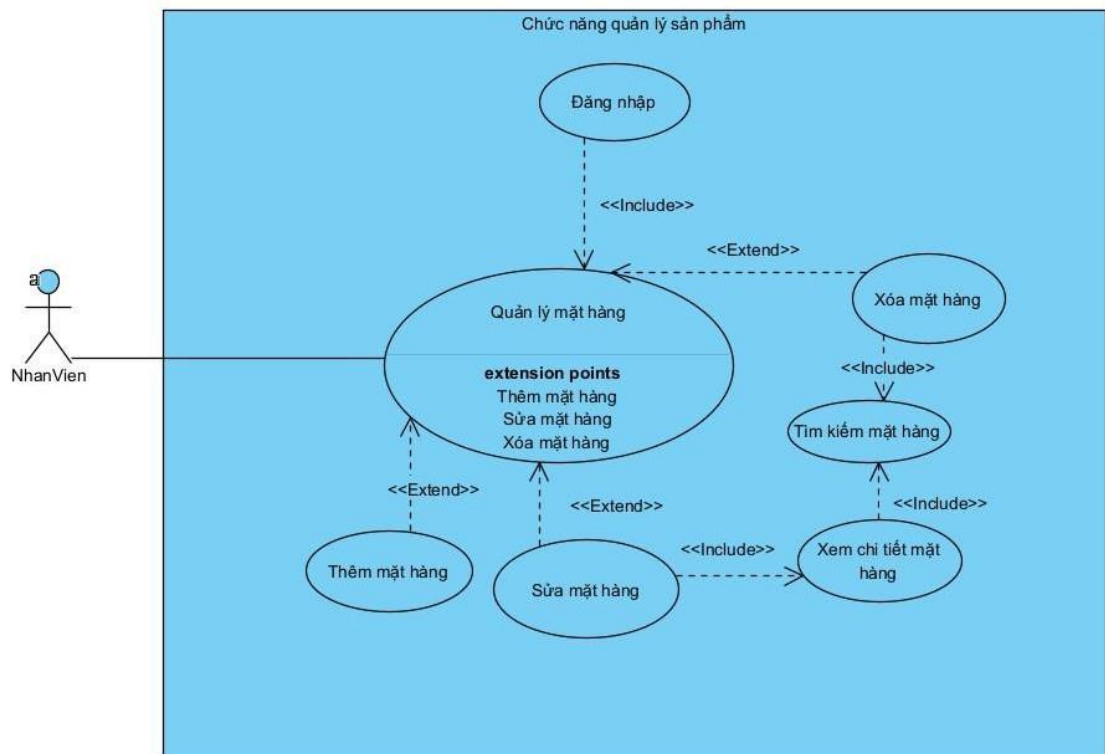 Chức năng quản lý sản phẩm
Đăng nhập
<<Include>>
<<Extend>>
Xóa mặt hàng
Quản lý mặt hàng
extension points
Thêm mặt hàng
Sửa mặt hàng
Xóa mặt hàng
a
NhanVien
<<Include>>
Tìm kiếm mặt hàng
<<Extend>>
<<Extend>>
<<Include>>
<<Include>>
Thêm mặt hàng
Sửa mặt hàng
Xem chi tiết mặt
hàng